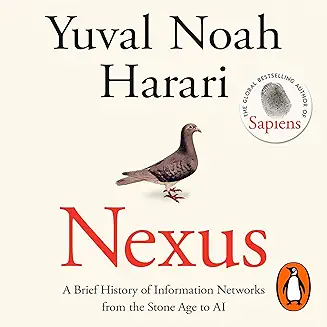 Yuval Noah
Harari
THE GLOBAL BESTSELLING AUTHOR OF
Sapiens
Nexus
A Brief History of Information Networks
from the Stone Age to AI